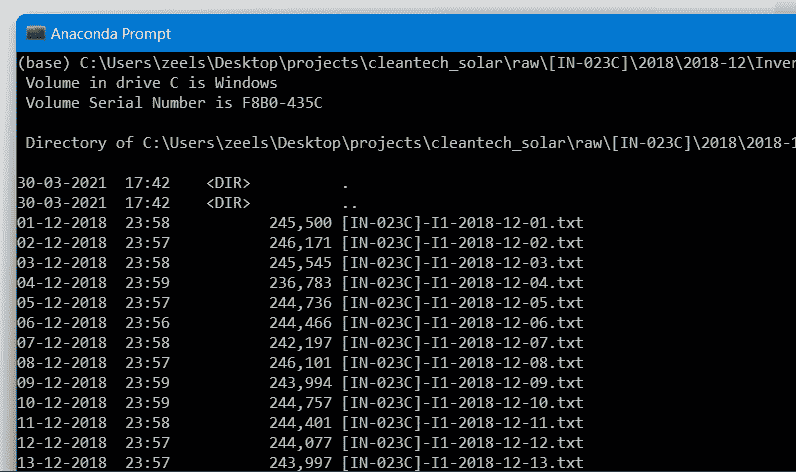 Anaconda Prompt
(base) C:\Users\zeels\Desktop\projects\cleantech_solar\raw\[IN-023C]\2018\2018-12\Inver
Volume in drive C is Windows
Volume Serial Number is F8B0-435C
Directory of C:\Users\zeels\Desktop\projects\cleantech_solar\raw\[IN-023C]\2018\2018-1
30-03-2021  17:42    <DIR>          .
30-03-2021  17:42    <DIR>          ..
01-12-2018  23:58           245,500 [IN-023C]-I1-2018-12-01.txt
02-12-2018  23:57           246,171 [IN-023C]-I1-2018-12-02.txt
03-12-2018  23:58           245,545 [IN-023C]-I1-2018-12-03.txt
04-12-2018  23:59           236,783 [IN-023C]-I1-2018-12-04.txt
05-12-2018  23:57           244,736 [IN-023C]-I1-2018-12-05.txt
06-12-2018  23:56           244,466 [IN-023C]-I1-2018-12-06.txt
07-12-2018  23:58           242,197 [IN-023C]-I1-2018-12-07.txt
08-12-2018  23:57           246,101 [IN-023C]-I1-2018-12-08.txt
09-12-2018  23:59           243,994 [IN-023C]-I1-2018-12-09.txt
10-12-2018  23:59           244,757 [IN-023C]-I1-2018-12-10.txt
11-12-2018  23:58           244,401 [IN-023C]-I1-2018-12-11.txt
12-12-2018  23:57           244,077 [IN-023C]-I1-2018-12-12.txt
13-12-2018  23:57           243,997 [IN-023C]-I1-2018-12-13.txt